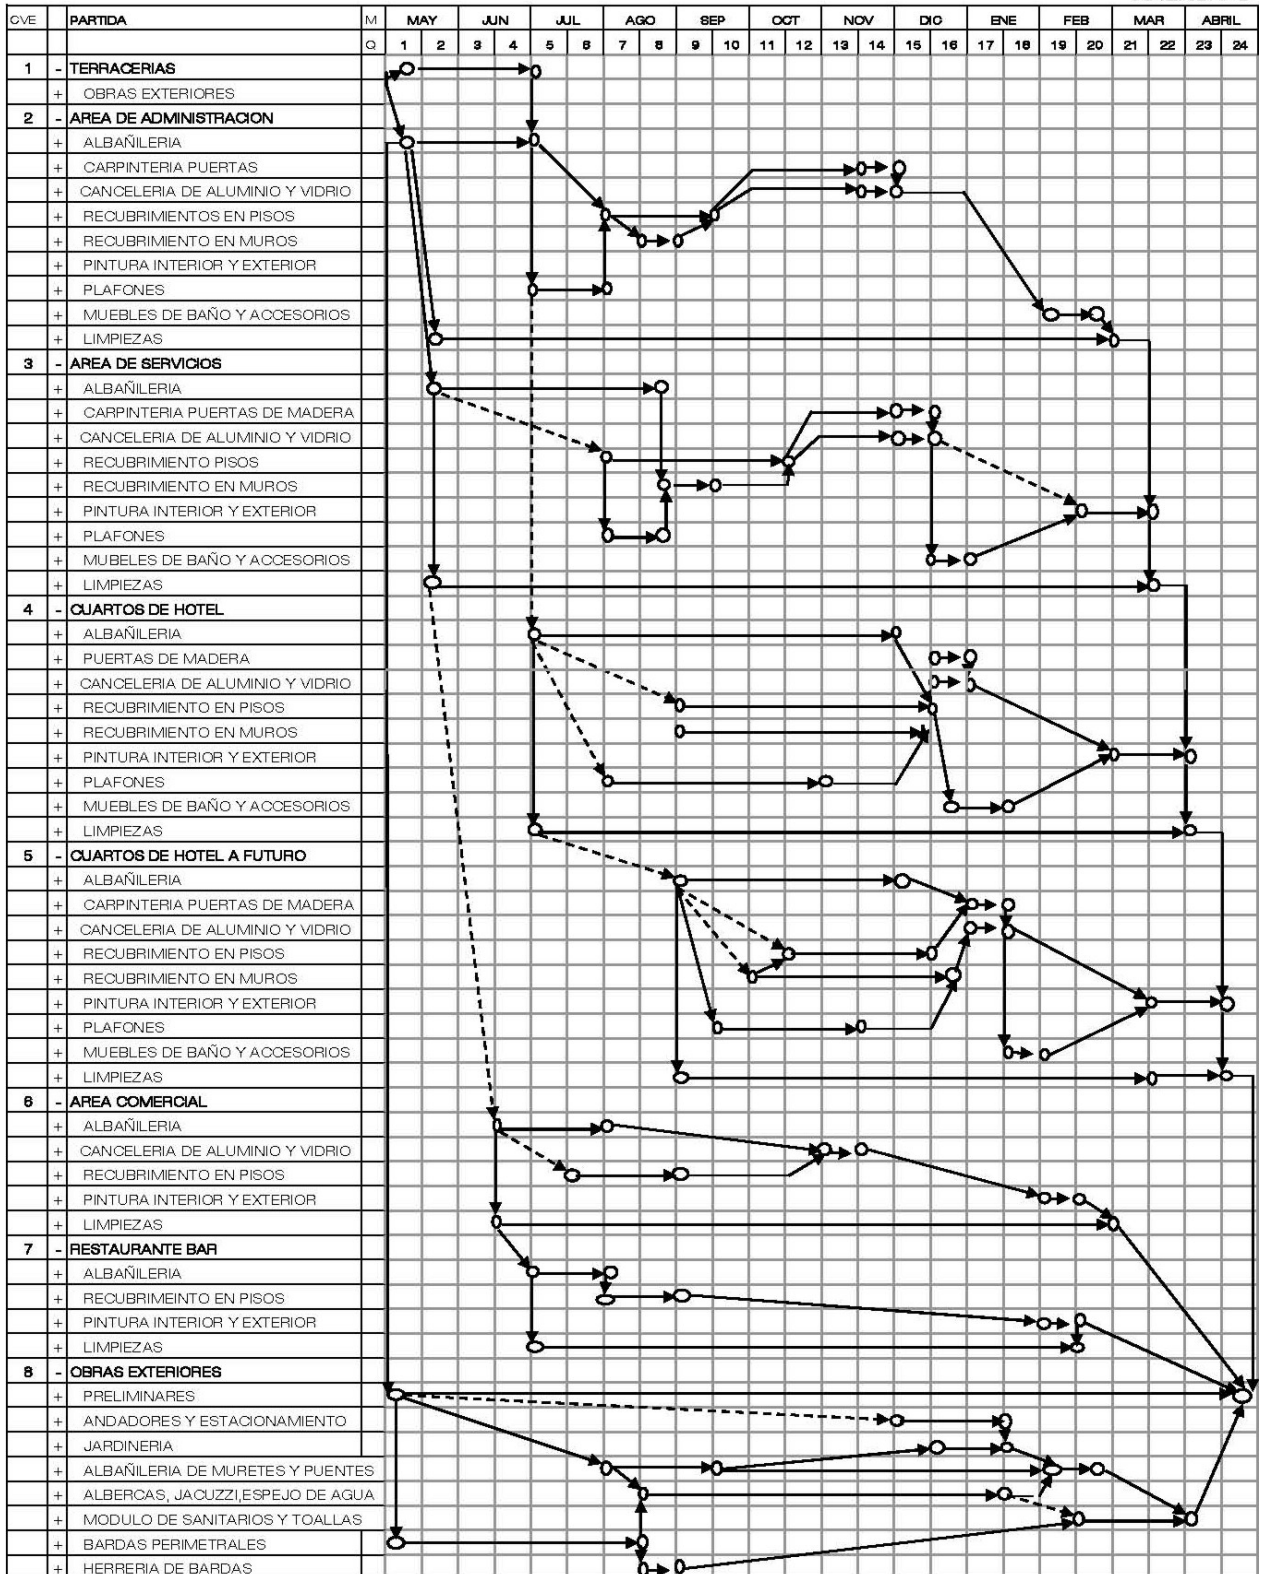 CVE PARTIDA M MAY JUN JUL AGO SEP OCT NOV DIC ENE FEB MAR ABRIL
Q 1 2 3 4 5 6 7 8 9 10 11 12 13 14 15 16 17 18 19 20 21 22 23 24
1 - TERRACERIAS
+ OBRAS EXTERIORES
2 - AREA DE ADMINISTRACION
+ ALBAÑILERIA
+ CARPINTERIA PUERTAS
+ CANCELERIA DE ALUMINIO Y VIDRIO
+ RECUBRIMIENTOS EN PISOS
+ RECUBRIMIENTO EN MUROS
+ PINTURA INTERIOR Y EXTERIOR
+ PLAFONES
+ MUEBLES DE BAÑO Y ACCESORIOS
+ LIMPIEZAS
3 - AREA DE SERVICIOS
+ ALBAÑILERIA
+ CARPINTERIA PUERTAS DE MADERA
+ CANCELERIA DE ALUMINIO Y VIDRIO
+ RECUBRIMIENTO PISOS
+ RECUBRIMIENTO EN MUROS
+ PINTURA INTERIOR Y EXTERIOR
+ PLAFONES
+ MUBELES DE BAÑO Y ACCESORIOS
+ LIMPIEZAS
4 - CUARTOS DE HOTEL
+ ALBAÑILERIA
+ PUERTAS DE MADERA
+ CANCELERIA DE ALUMINIO Y VIDRIO
+ RECUBRIMIENTO EN PISOS
+ RECUBRIMIENTO EN MUROS
+ PINTURA INTERIOR Y EXTERIOR
+ PLAFONES
+ MUEBLES DE BAÑO Y ACCESORIOS
+ LIMPIEZAS
5 - CUARTOS DE HOTEL A FUTURO
+ ALBAÑILERIA
+ CARPINTERIA PUERTAS DE MADERA
+ CANCELERIA DE ALUMINIO Y VIDRIO
+ RECUBRIMIENTO EN PISOS
+ RECUBRIMIENTO EN MUROS
+ PINTURA INTERIOR Y EXTERIOR
+ PLAFONES
+ MUEBLES DE BAÑO Y ACCESORIOS
+ LIMPIEZAS
6 - AREA COMERCIAL
+ ALBAÑILERIA
+ CANCELERIA DE ALUMINIO Y VIDRIO
+ RECUBRIMIENTO EN PISOS
+ PINTURA INTERIOR Y EXTERIOR
+ LIMPIEZAS
7 - RESTAURANTE BAR
+ ALBAÑILERIA
+ RECUBRIMEINTO EN PISOS
+ PINTURA INTERIOR Y EXTERIOR
+ LIMPIEZAS
8 - OBRAS EXTERIORES
+ PRELIMINARES
+ ANDADORES Y ESTACIONAMIENTO
+ JARDINERIA
+ ALBAÑILERIA DE MURETES Y PUENTES
+ ALBERCAS, JACUZZI,ESPEJO DE AGUA
+ MODULO DE SANITARIOS Y TOALLAS
+ BARDAS PERIMETRALES
+ HERRERIA DE BARDAS